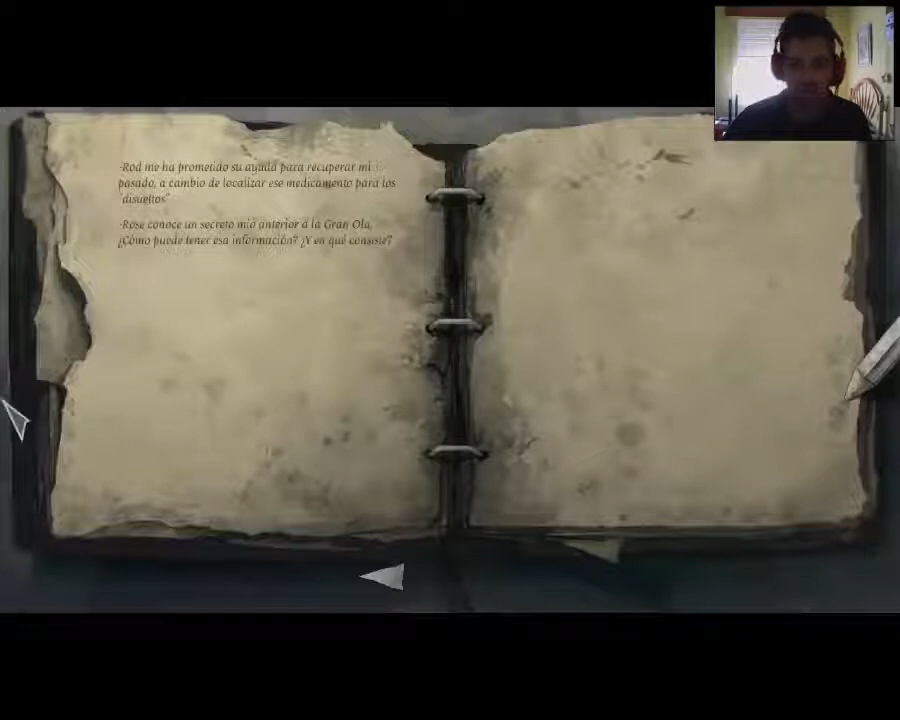 -Rod me ha prometido su ayuda para recuperar mi
pasado, a cambio de localizar ese medicamento para los
"disueltos"
-Rose conoce un secreto mío anterior a la Gran Ola,
¿Cómo puede tener esa información? ¿Y en qué consiste?